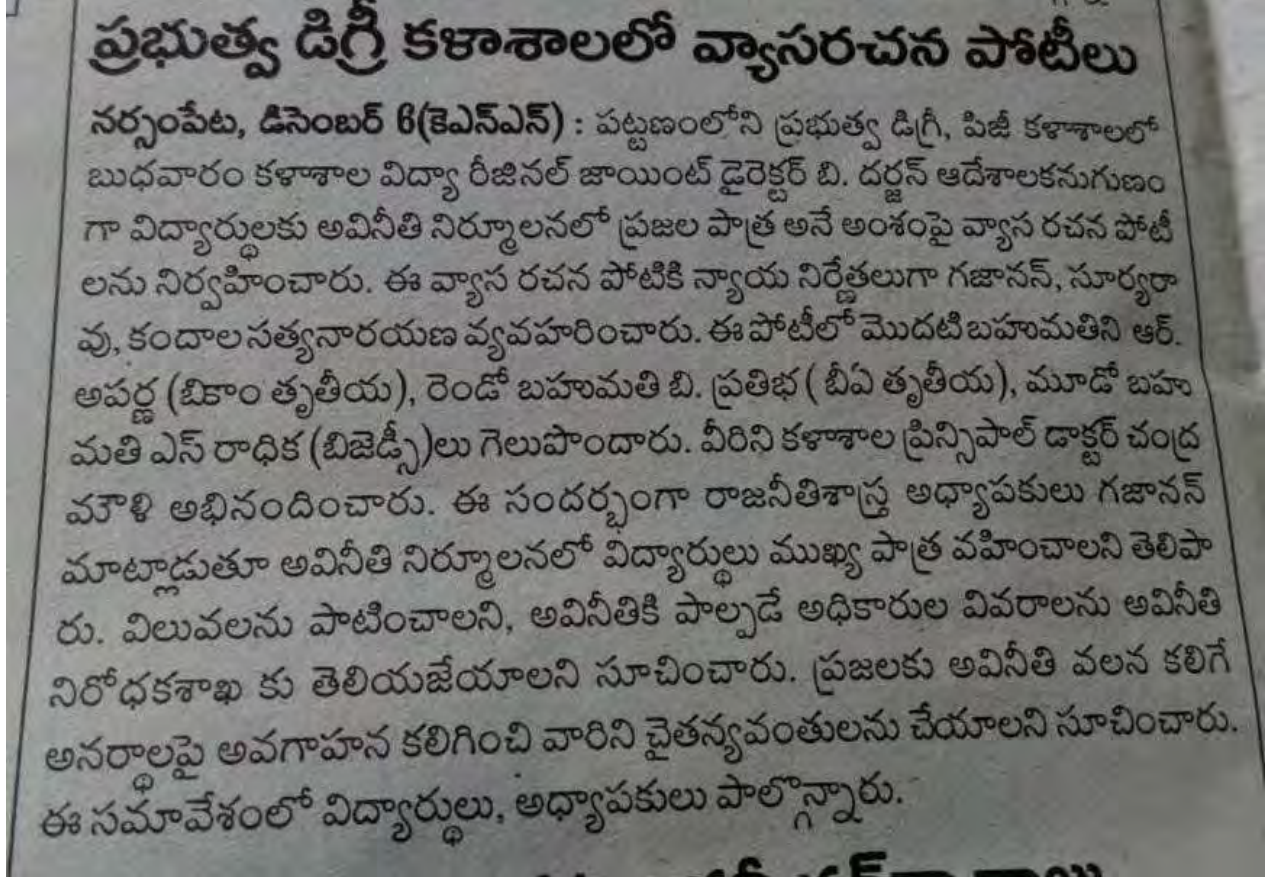 ప్రభుత్వ డిగ్రీ కళాశాలలో వ్యాసరచన పోటీలు
నర్సంపేట, డిసెంబర్ 6(కెఎన్ఎన్) : పట్టణంలోని ప్రభుత్వ డిగ్రీ, పిజీ కళాశాలలో
బుధవారం కళాశాల విద్యా రీజినల్ జాయింట్ డైరెక్టర్ బి. దర్జన్ ఆదేశాలకనుగుణం
గా విద్యార్థులకు అవినీతి నిర్మూలనలో ప్రజల పాత్ర అనే అంశంపై వ్యాస రచన పోటీ
లను నిర్వహించారు. ఈ వ్యాస రచన పోటికి న్యాయ నిర్ణేతలుగా గజానన్, సూర్యరా
వు, కందాల సత్యనారయణ వ్యవహరించారు. ఈ పోటీలో మొదటి బహుమతిని ఆర్.
అపర్ణ (బికాం తృతీయ), రెండో బహుమతి బి. ప్రతిభ ( బీఏ తృతీయ), మూడో బహు
మతి ఎస్ రాధిక (బిజెడ్సీ)లు గెలుపొందారు. వీరిని కళాశాల ప్రిన్సిపాల్ డాక్టర్ చంద్ర
మౌళి అభినందించారు. ఈ సందర్భంగా రాజనీతిశాస్త్ర అధ్యాపకులు గజానన్
మాట్లాడుతూ అవినీతి నిర్మూలనలో విద్యార్థులు ముఖ్య పాత్ర వహించాలని తెలిపా
రు. విలువలను పాటించాలని, అవినీతికి పాల్పడే అధికారుల వివరాలను అవినీతి
నిరోధకశాఖ కు తెలియజేయాలని సూచించారు. ప్రజలకు అవినీతి వలన కలిగే
అనర్థాలపై అవగాహన కలిగించి వారిని చైతన్యవంతులను చేయాలని సూచించారు.
ఈ సమావేశంలో విద్యార్థులు, అధ్యాపకులు పాల్గొన్నారు.